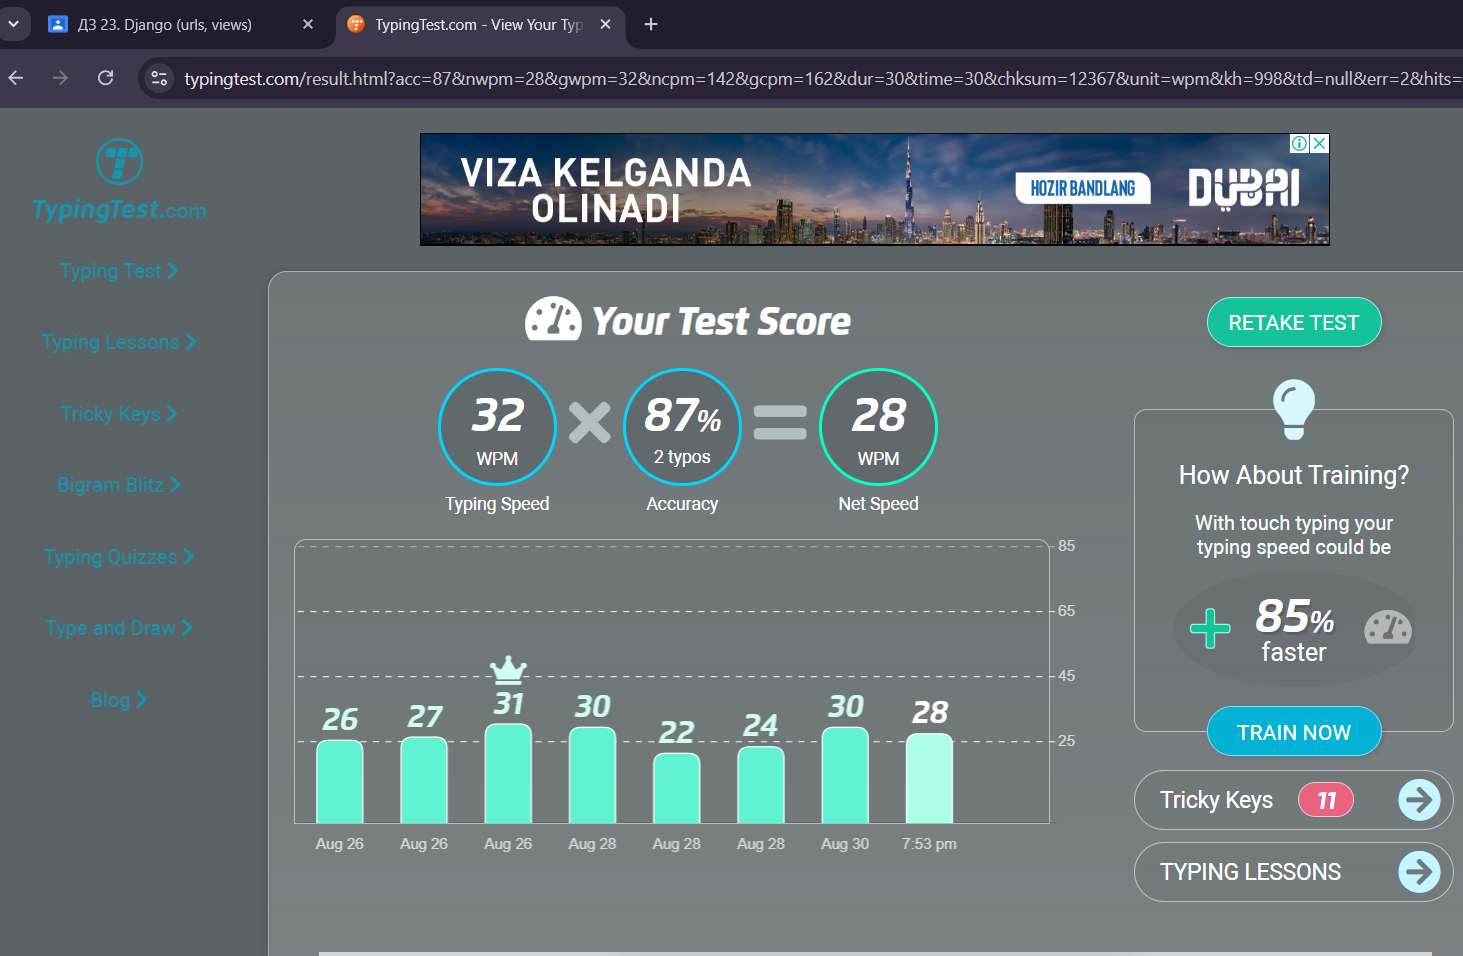 ДЗ 23. Django (urls, views)
TypingTest.com - View Your Typ
typingtest.com/result.html?acc=87&nwpm=28&gwpm=32&ncpm=142&gcpm=162&dur=30&time=30&chksum=12367&unit=wpm&kh=998&td=null&err=2&hits=
TypingTest.com
Typing Test
Typing Lessons
Tricky Keys
Bigram Blitz
Typing Quizzes
Type and Draw
Blog
VIZA KELGANDA
OLINADI
HOZIR BANDLANG
DUBAI
Your Test Score
32
WPM
Typing Speed
87%
2 typos
Accuracy
28
WPM
Net Speed
85
65
45
25
26
27
31
30
22
24
30
28
Aug 26
Aug 26
Aug 26
Aug 28
Aug 28
Aug 28
Aug 30
7:53 pm
RETAKE TEST
How About Training?
With touch typing your
typing speed could be
85%
faster
TRAIN NOW
Tricky Keys 11
TYPING LESSONS